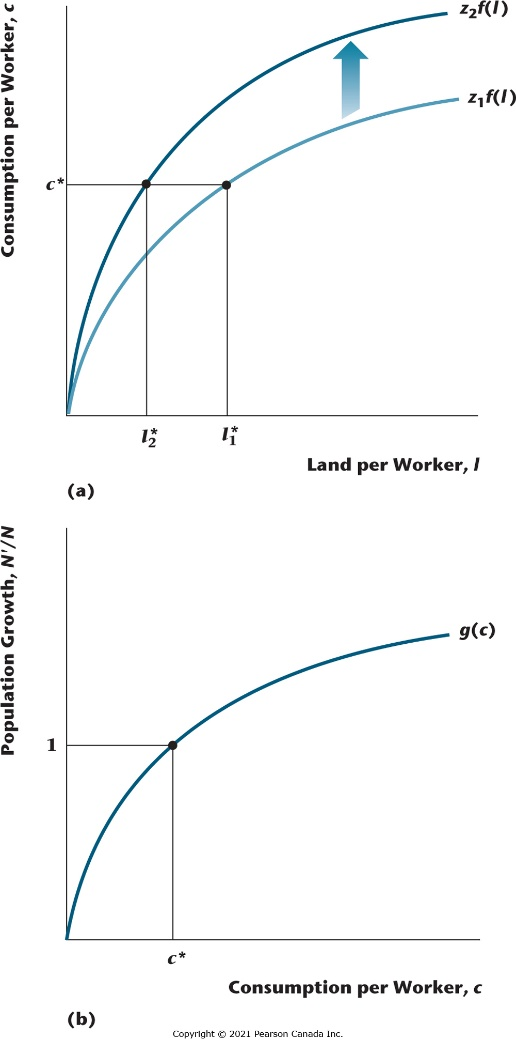 Consumption per Worker, c
z₂f(l)
z₁f(l)
c*
l₂*
l₁*
Land per Worker, l
(a)
Population Growth, N'/N
g(c)
1
c*
Consumption per Worker, c
(b)
Copyright © 2021 Pearson Canada Inc.